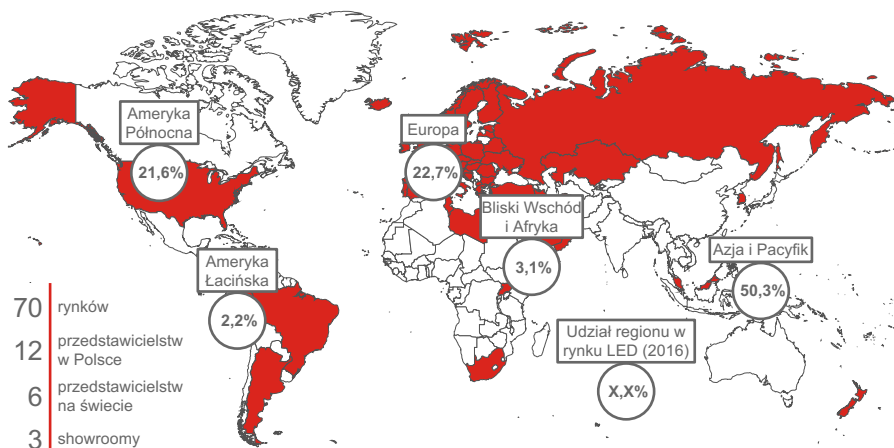 Ameryka
Północna
21,6%
Europa
22,7%
Bliski Wschód
i Afryka
3,1%
Azja i Pacyfik
50,3%
Ameryka
Łacińska
2,2%
Udział regionu w
rynku LED (2016)
X,X%
70 rynków
12 przedstawicielstw
w Polsce
6 przedstawicielstw
na świecie
3 showroomy